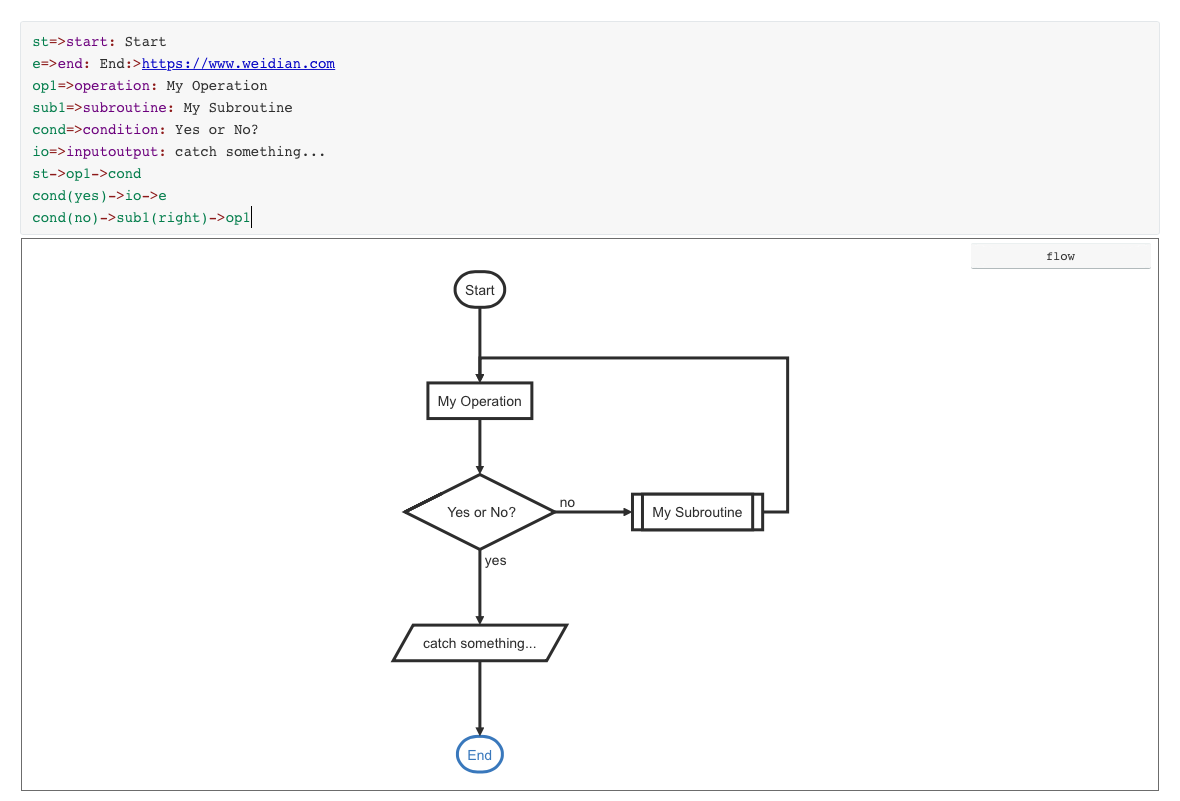 st=>start: Start
e=>end: End:>https://www.weidian.com
op1=>operation: My Operation
sub1=>subroutine: My Subroutine
cond=>condition: Yes or No?
io=>inputoutput: catch something...
st->op1->cond
cond(yes)->io->e
cond(no)->sub1(right)->op1
flow
Start
My Operation
Yes or No?
no
My Subroutine
yes
catch something...
End